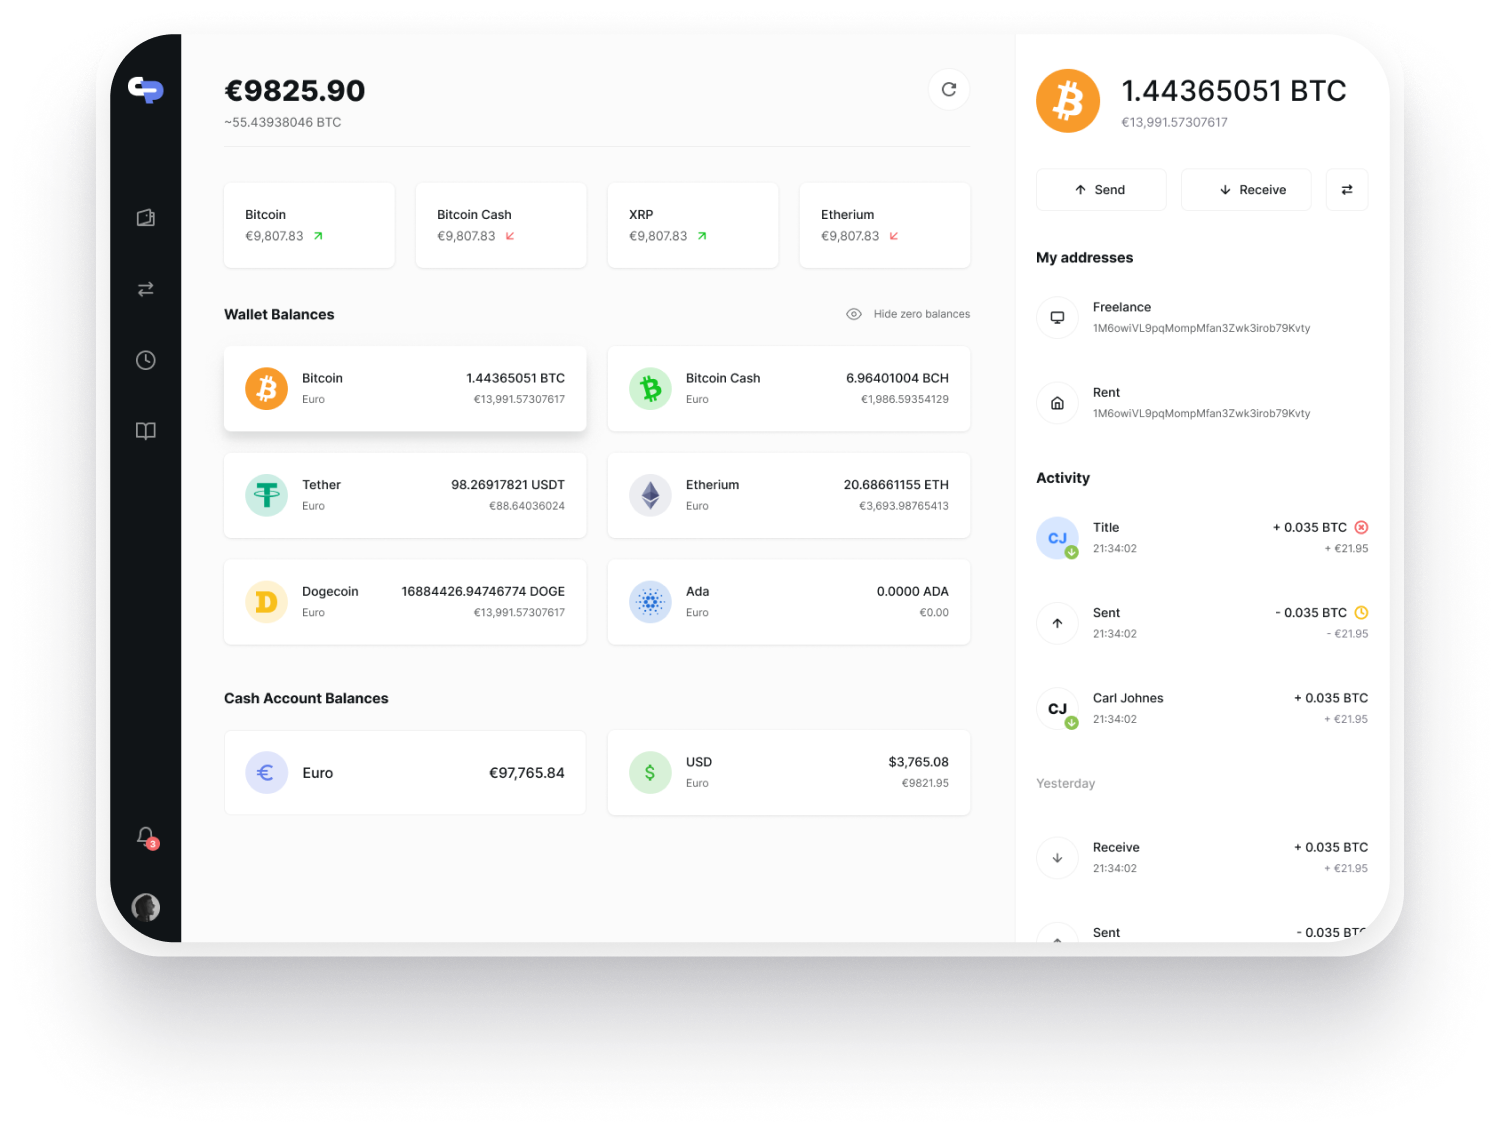 €9825.90
~55.43938046 BTC
Bitcoin
€9,807.83
Bitcoin Cash
€9,807.83
XRP
€9,807.83
Etherium
€9,807.83
Wallet Balances
Hide zero balances
Bitcoin 1.44365051 BTC
Euro €13,991.57307617
Bitcoin Cash 6.96401004 BCH
Euro €1,986.59354129
Tether 98.26917821 USDT
Euro €88.64036024
Etherium 20.68661155 ETH
Euro €3,693.98765413
Dogecoin 16884426.94746774 DOGE
Euro €13,991.57307617
Ada 0.0000 ADA
Euro €0.00
Cash Account Balances
€ Euro €97,765.84
$ USD $3,765.08
Euro €9821.95
3
1.44365051 BTC
€13,991.57307617
Send
Receive
My addresses
Freelance
1M6owiVL9pqMompMfan3Zwk3irob79Kvty
Rent
1M6owiVL9pqMompMfan3Zwk3irob79Kvty
Activity
CJ
Title + 0.035 BTC
21:34:02 + €21.95
Sent - 0.035 BTC
21:34:02 - €21.95
CJ
Carl Johnes + 0.035 BTC
21:34:02 + €21.95
Yesterday
Receive + 0.035 BTC
21:34:02 + €21.95
Sent - 0.035 BTC